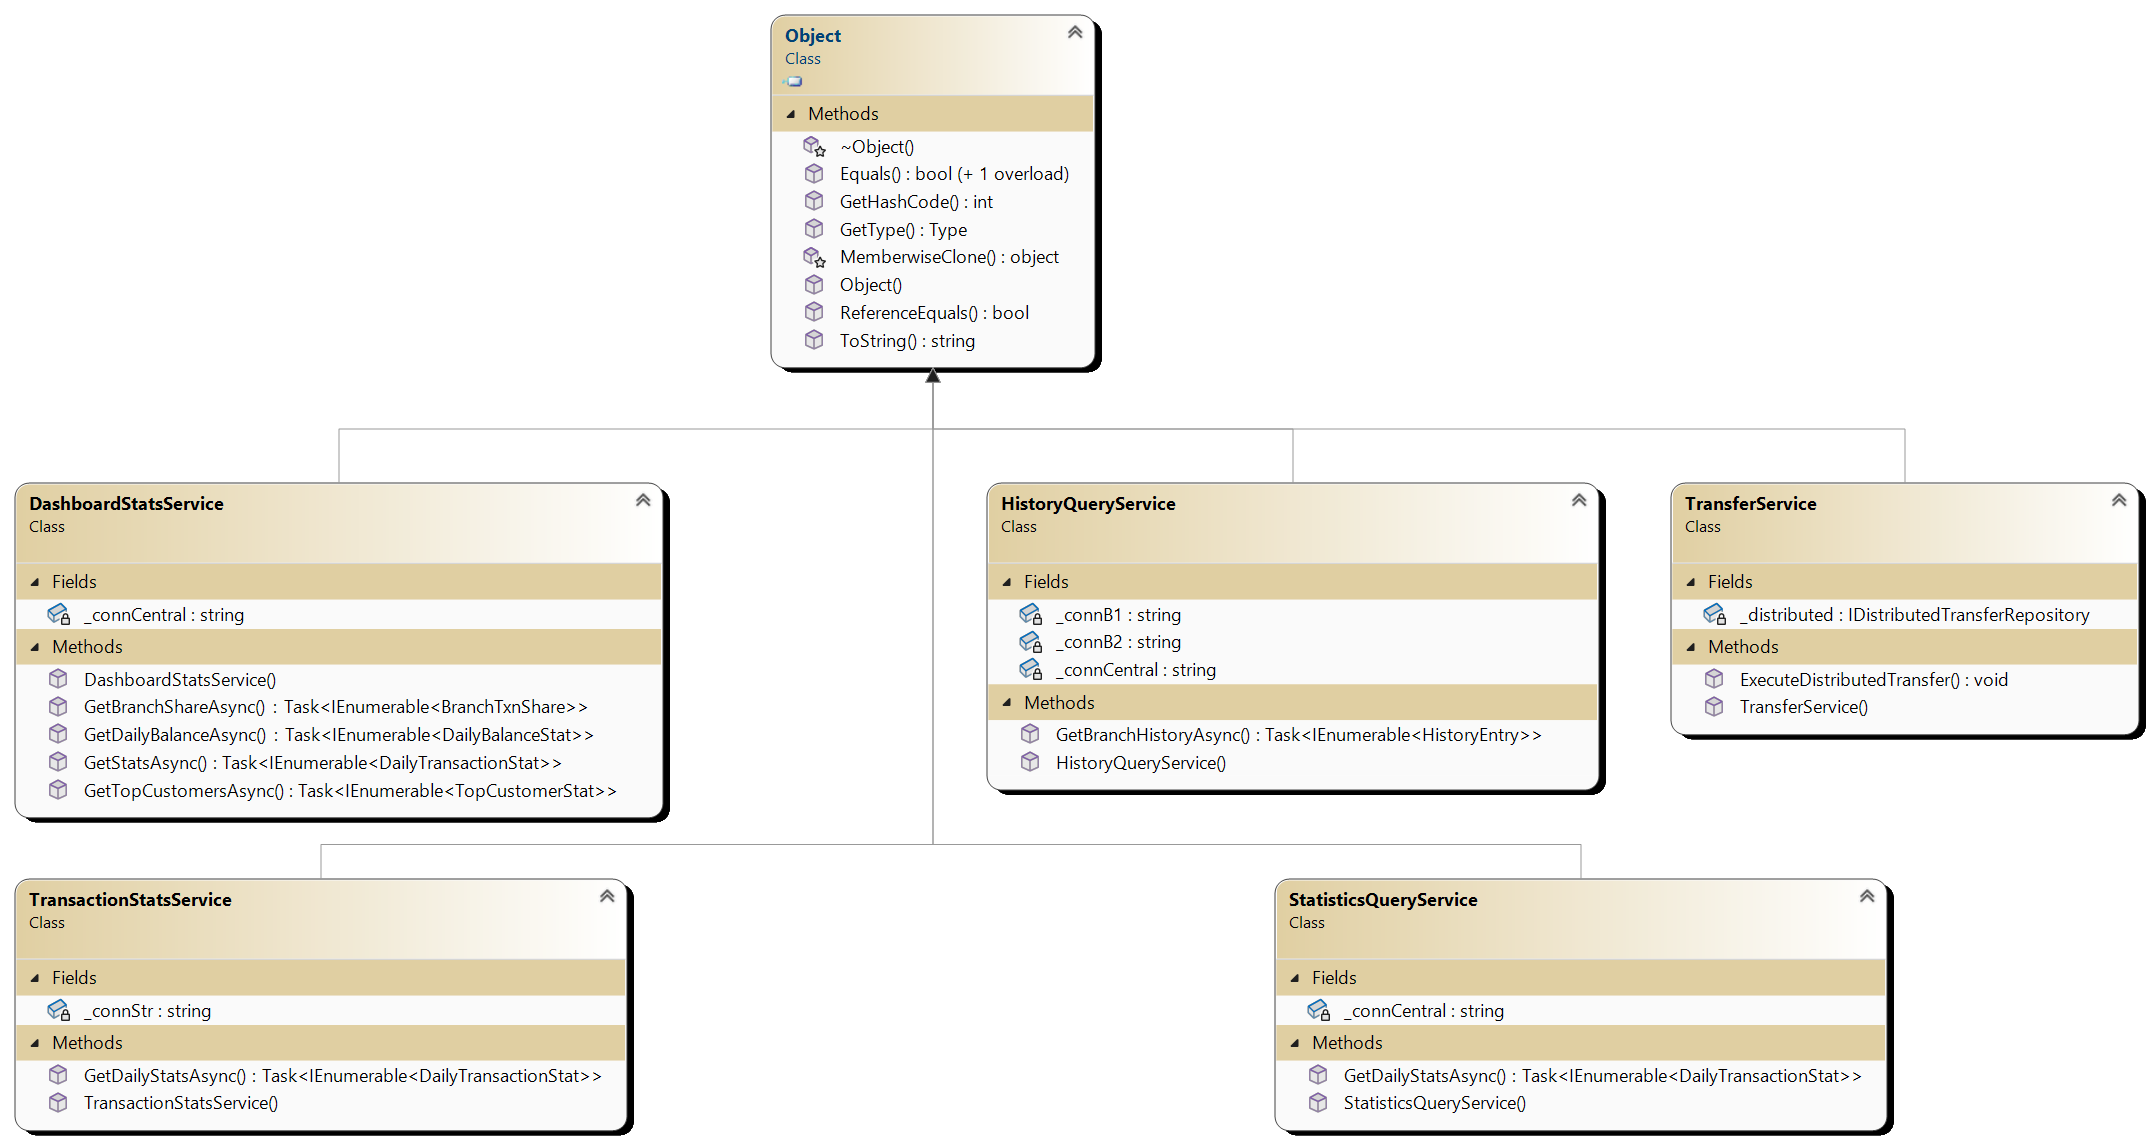 Object
Class
Methods
~Object()
Equals() : bool (+ 1 overload)
GetHashCode() : int
GetType() : Type
MemberwiseClone() : object
Object()
ReferenceEquals() : bool
ToString() : string
DashboardStatsService
Class
Fields
_connCentral : string
Methods
DashboardStatsService()
GetBranchShareAsync() : Task<IEnumerable<BranchTxnShare>>
GetDailyBalanceAsync() : Task<IEnumerable<DailyBalanceStat>>
GetStatsAsync() : Task<IEnumerable<DailyTransactionStat>>
GetTopCustomersAsync() : Task<IEnumerable<TopCustomerStat>>
HistoryQueryService
Class
Fields
_connB1 : string
_connB2 : string
_connCentral : string
Methods
GetBranchHistoryAsync() : Task<IEnumerable<HistoryEntry>>
HistoryQueryService()
TransferService
Class
Fields
_distributed : IDistributedTransferRepository
Methods
ExecuteDistributedTransfer() : void
TransferService()
TransactionStatsService
Class
Fields
_connStr : string
Methods
GetDailyStatsAsync() : Task<IEnumerable<DailyTransactionStat>>
TransactionStatsService()
StatisticsQueryService
Class
Fields
_connCentral : string
Methods
GetDailyStatsAsync() : Task<IEnumerable<DailyTransactionStat>>
StatisticsQueryService()